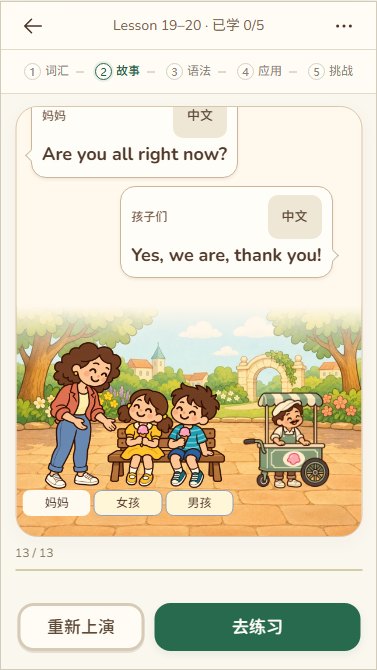 Lesson 19–20 · 已学 0/5
1 词汇 2 故事 3 语法 4 应用 5 挑战
妈妈 中文
Are you all right now?
孩子们 中文
Yes, we are, thank you!
妈妈 女孩 男孩
13 / 13
重新上演 去练习